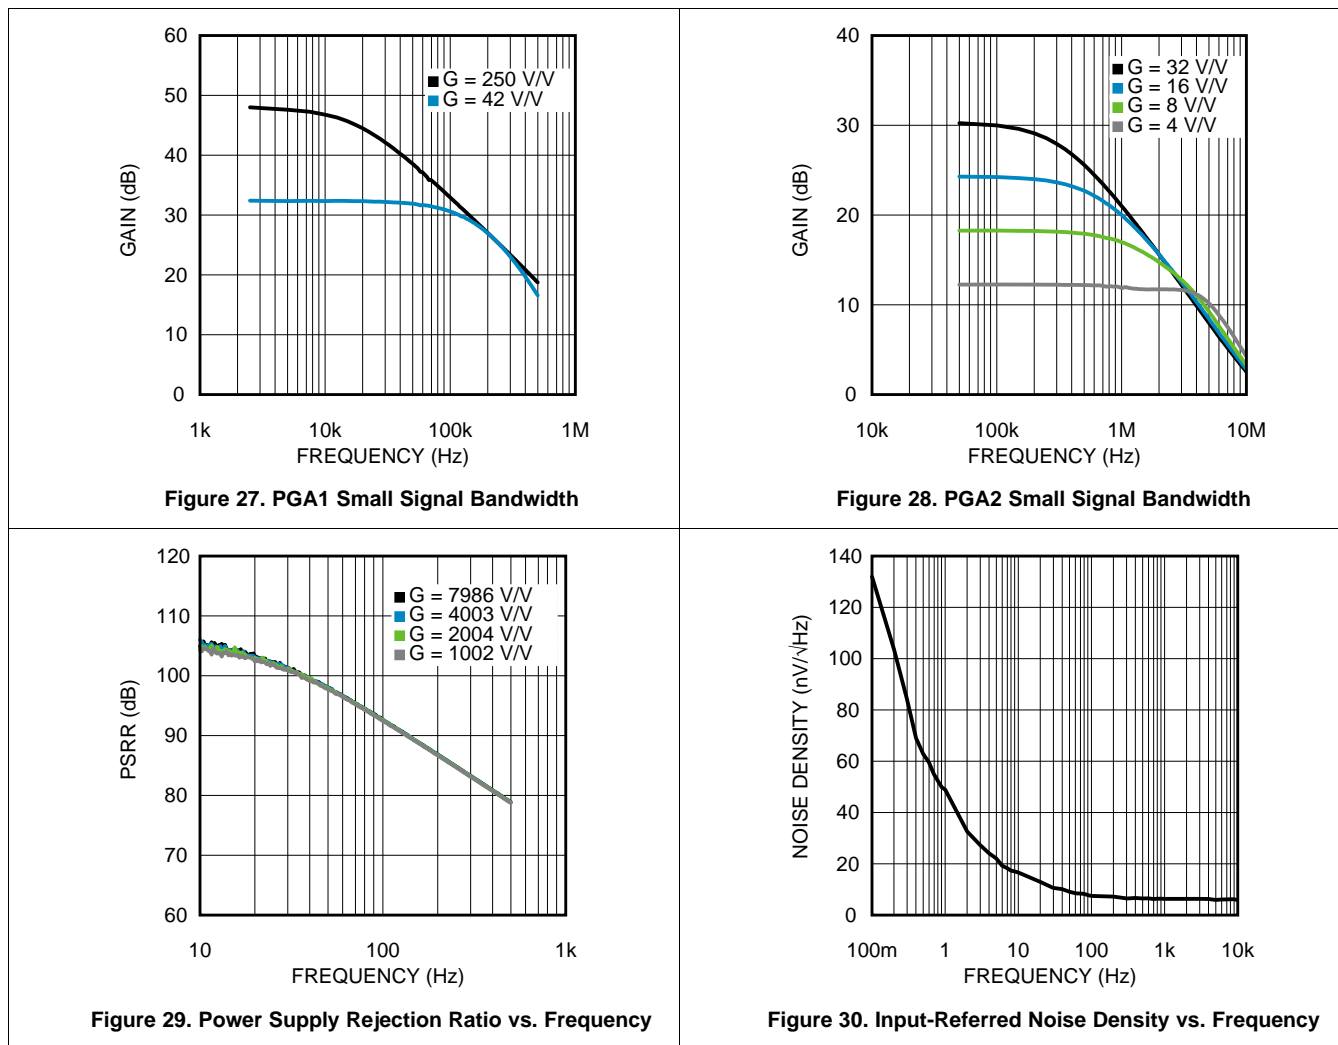 60
50
40
30
20
10
0
GAIN (dB)
G = 250 V/V
G = 42 V/V
1k 10k 100k 1M
FREQUENCY (Hz)
Figure 27. PGA1 Small Signal Bandwidth
40
30
20
10
0
GAIN (dB)
G = 32 V/V
G = 16 V/V
G = 8 V/V
G = 4 V/V
10k 100k 1M 10M
FREQUENCY (Hz)
Figure 28. PGA2 Small Signal Bandwidth
120
110
100
90
80
70
60
PSRR (dB)
G = 7986 V/V
G = 4003 V/V
G = 2004 V/V
G = 1002 V/V
10 100 1k
FREQUENCY (Hz)
Figure 29. Power Supply Rejection Ratio vs. Frequency
140
120
100
80
60
40
20
0
NOISE DENSITY (nV/√Hz)
100m 1 10 100 1k 10k
FREQUENCY (Hz)
Figure 30. Input-Referred Noise Density vs. Frequency